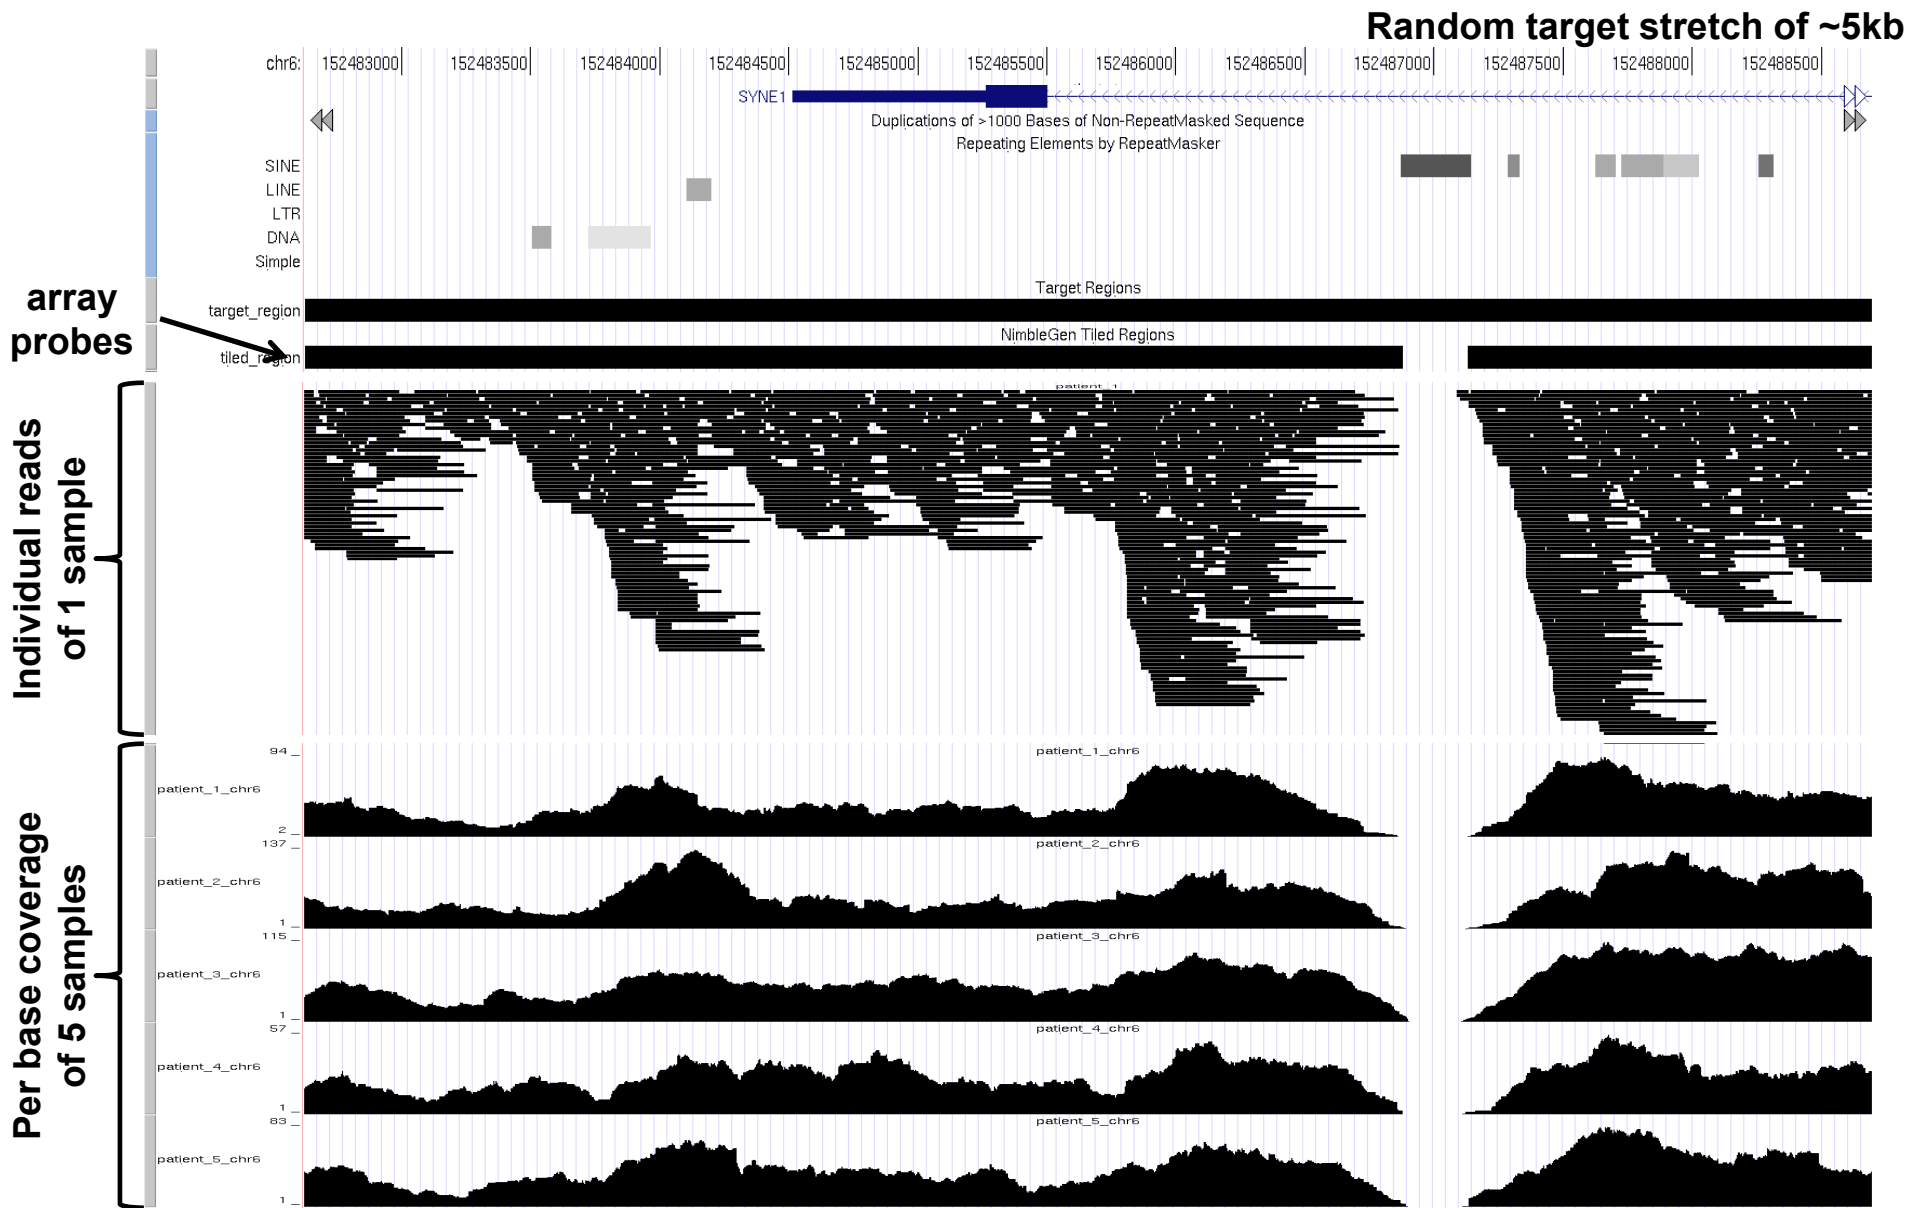 Random target stretch of ~5kb
chr6: 152483000 152483500 152484000 152484500 152485000 152485500 152486000 152486500 152487000 152487500 152488000 152488500
SYNE1
Duplications of >1000 Bases of Non-RepeatMasked Sequence
Repeating Elements by RepeatMasker
SINE
LINE
LTR
DNA
Simple
array
probes
Target Regions
target_region
NimbleGen Tiled Regions
tiled_region
patient_1
Individual reads
of 1 sample
Per base coverage
of 5 samples
94 _
patient_1_chr6
patient_1_chr6
2 _
137 _
patient_2_chr6
patient_2_chr6
1 _
115 _
patient_3_chr6
patient_3_chr6
1 _
57 _
patient_4_chr6
patient_4_chr6
1 _
83 _
patient_5_chr6
patient_5_chr6
1 _